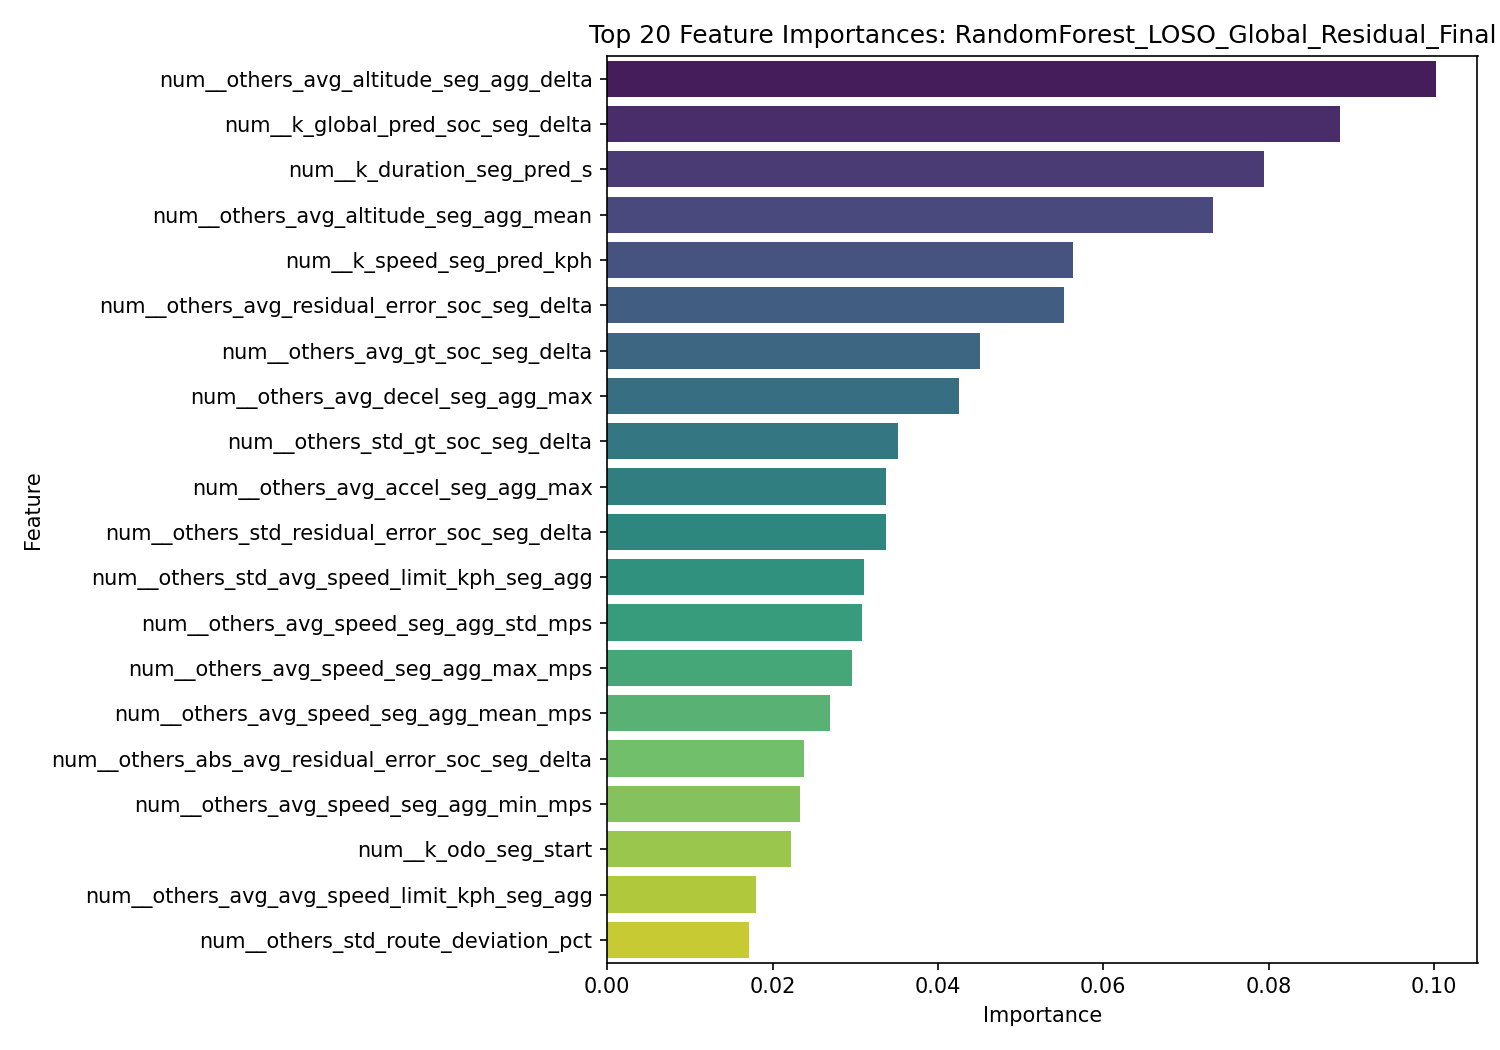 Top 20 Feature Importances: RandomForest_LOSO_Global_Residual_Final
num__others_avg_altitude_seg_agg_delta
num__k_global_pred_soc_seg_delta
num__k_duration_seg_pred_s
num__others_avg_altitude_seg_agg_mean
num__k_speed_seg_pred_kph
num__others_avg_residual_error_soc_seg_delta
num__others_avg_gt_soc_seg_delta
num__others_avg_decel_seg_agg_max
num__others_std_gt_soc_seg_delta
num__others_avg_accel_seg_agg_max
num__others_std_residual_error_soc_seg_delta
num__others_std_avg_speed_limit_kph_seg_agg
num__others_avg_speed_seg_agg_std_mps
num__others_avg_speed_seg_agg_max_mps
num__others_avg_speed_seg_agg_mean_mps
num__others_abs_avg_residual_error_soc_seg_delta
num__others_avg_speed_seg_agg_min_mps
num__k_odo_seg_start
num__others_avg_avg_speed_limit_kph_seg_agg
num__others_std_route_deviation_pct
Feature
0.00 0.02 0.04 0.06 0.08 0.10
Importance